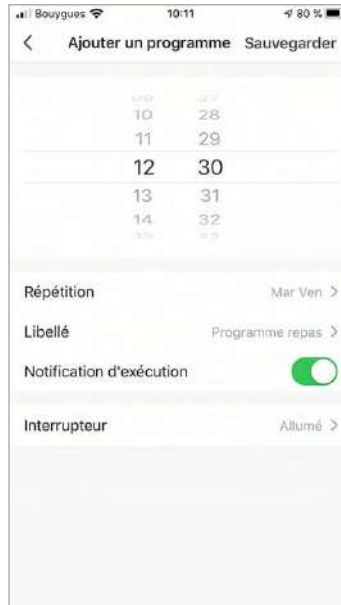 Bouygues 10:11 80 %
Ajouter un programme Sauvegarder
10 28
11 29
12 30
13 31
14 32
Répétition Mar Ven
Libellé Programme repas
Notification d'exécution
Interrupteur Allumé